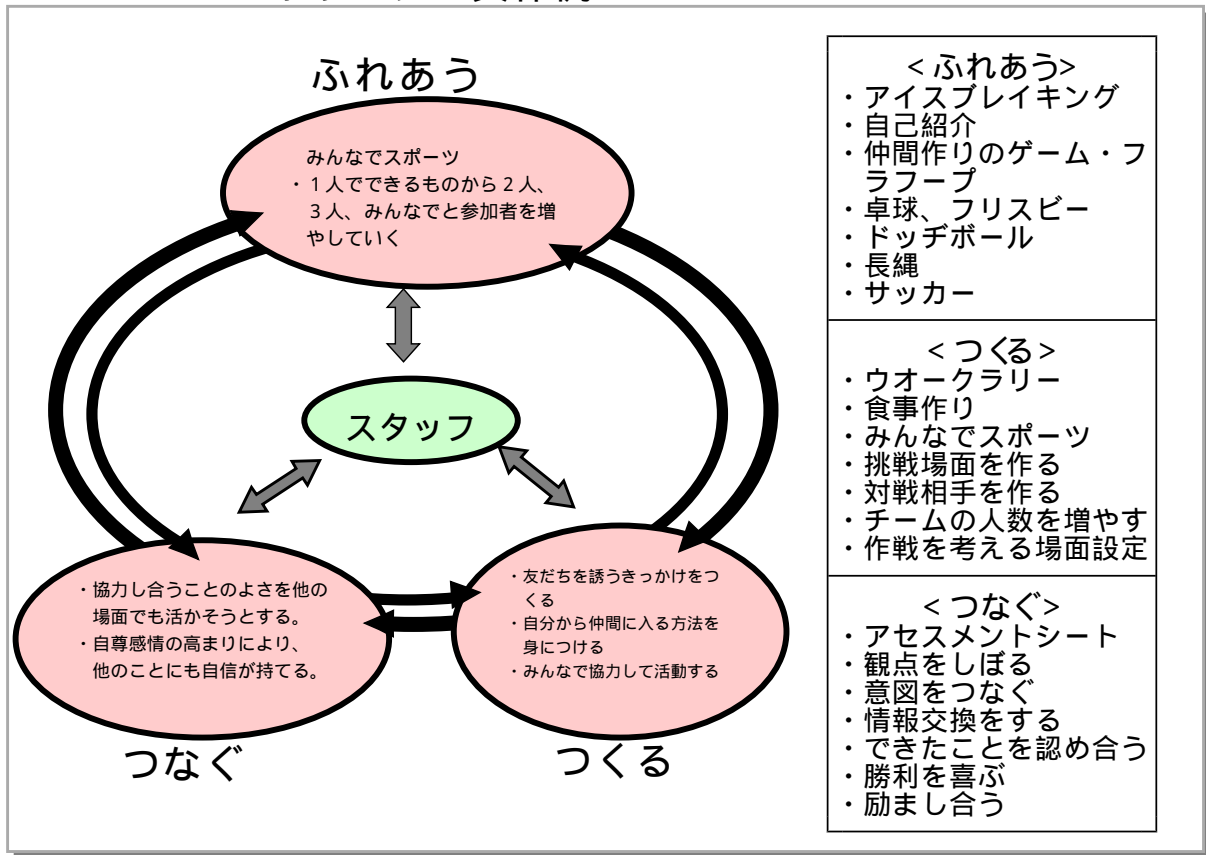 ふれあう
みんなでスポーツ
・１人でできるものから２人、
３人、みんなでと参加者を増
やしていく
スタッフ
・協力し合うことのよさを他の
場面でも活かそうとする。
・自尊感情の高まりにより、
他のことにも自信が持てる。
つなぐ
・友だちを誘うきっかけをつ
くる
・自分から仲間に入る方法を
身につける
・みんなで協力して活動する
つくる
＜ふれあう＞
・アイスブレイキング
・自己紹介
・仲間作りのゲーム・フ
ラフープ
・卓球、フリスビー
・ドッヂボール
・長縄
・サッカー
＜つくる＞
・ウオークラリー
・食事作り
・みんなでスポーツ
・挑戦場面を作る
・対戦相手を作る
・チームの人数を増やす
・作戦を考える場面設定
＜つなぐ＞
・アセスメントシート
・観点をしぼる
・意図をつなぐ
・情報交換をする
・できたことを認め合う
・勝利を喜ぶ
・励まし合う